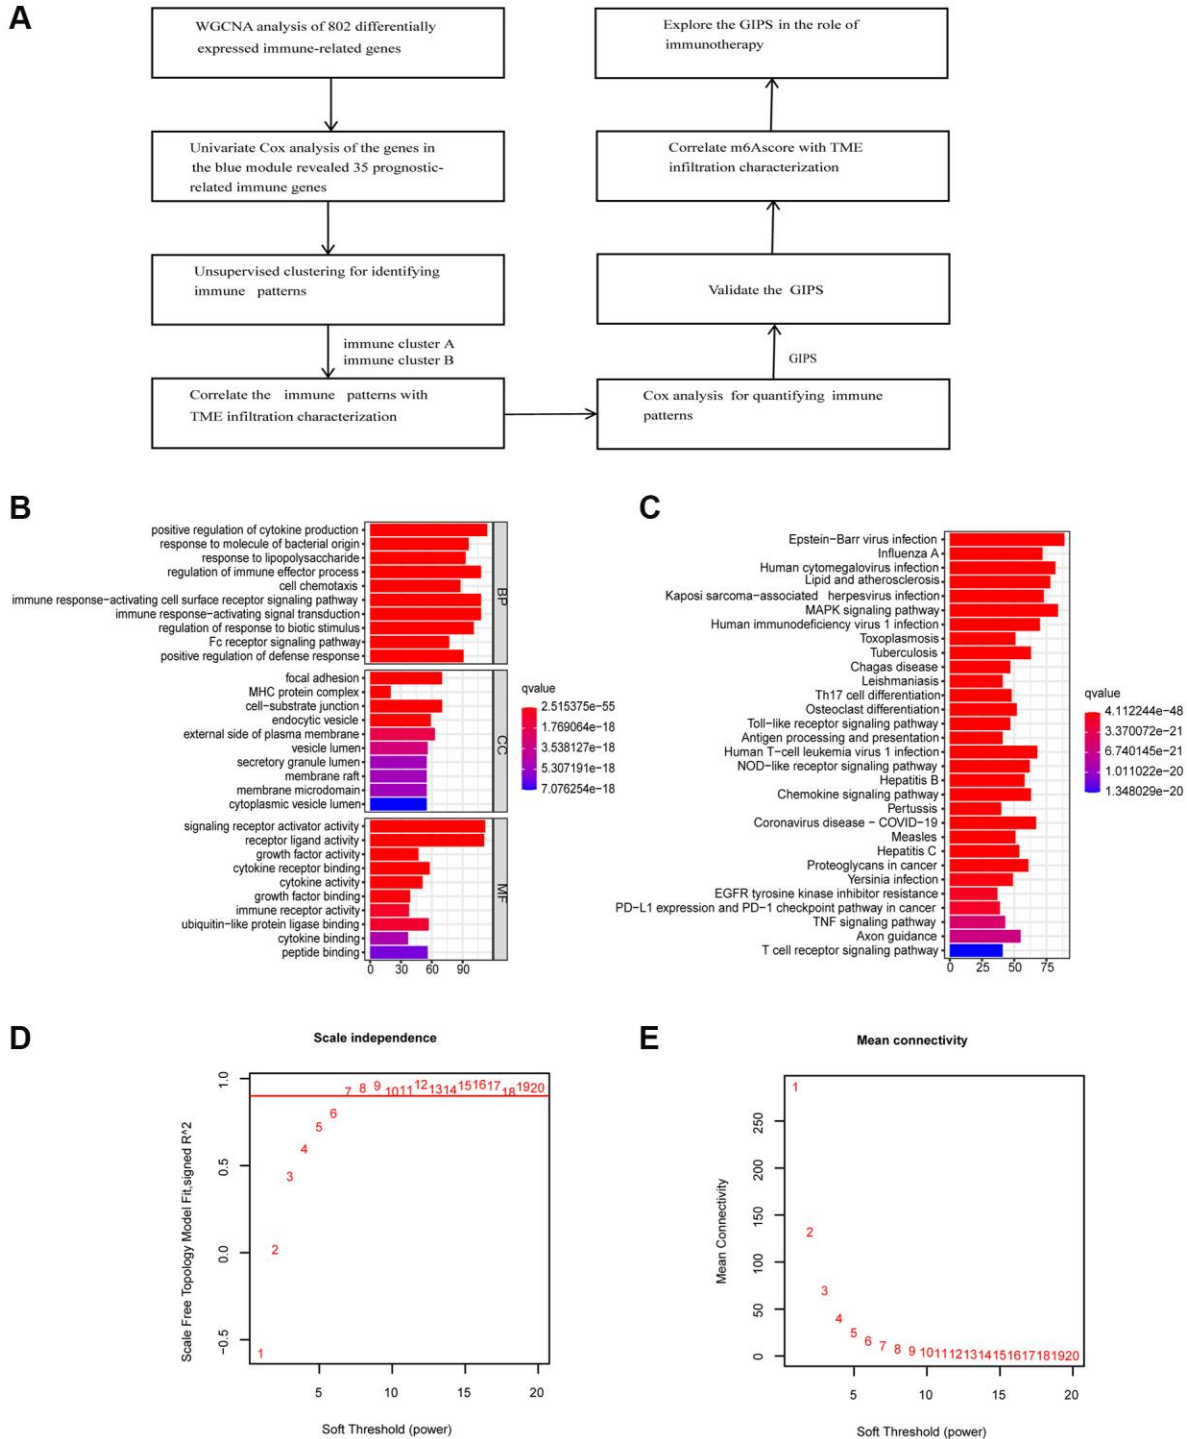 A
WGCNA analysis of 802 differentially
expressed immune-related genes
Univariate Cox analysis of the genes in
the blue module revealed 35 prognostic-
related immune genes
Unsupervised clustering for identifying
immune patterns
immune cluster A
immune cluster B
Correlate the immune patterns with
TME infiltration characterization
Cox analysis for quantifying immune
patterns
GIPS
Validate the GIPS
Correlate m6Ascore with TME
infiltration characterization
Explore the GIPS in the role of
immunotherapy
B
positive regulation of cytokine production
response to molecule of bacterial origin
response to lipopolysaccharide
regulation of immune effector process
cell chemotaxis
immune response-activating cell surface receptor signaling pathway
immune response-activating signal transduction
regulation of response to biotic stimulus
Fc receptor signaling pathway
positive regulation of defense response
BP
focal adhesion
MHC protein complex
cell-substrate junction
endocytic vesicle
external side of plasma membrane
vesicle lumen
secretory granule lumen
membrane raft
membrane microdomain
cytoplasmic vesicle lumen
CC
signaling receptor activator activity
receptor ligand activity
growth factor activity
cytokine receptor binding
cytokine activity
growth factor binding
immune receptor activity
ubiquitin-like protein ligase binding
cytokine binding
peptide binding
MF
0 30 60 90
qvalue
2.515375e-55
1.769064e-18
3.538127e-18
5.307191e-18
7.076254e-18
C
Epstein−Barr virus infection
Influenza A
Human cytomegalovirus infection
Lipid and atherosclerosis
Kaposi sarcoma−associated herpesvirus infection
MAPK signaling pathway
Human immunodeficiency virus 1 infection
Toxoplasmosis
Tuberculosis
Chagas disease
Leishmaniasis
Th17 cell differentiation
Osteoclast differentiation
Toll−like receptor signaling pathway
Antigen processing and presentation
Human T−cell leukemia virus 1 infection
NOD−like receptor signaling pathway
Hepatitis B
Chemokine signaling pathway
Pertussis
Coronavirus disease − COVID−19
Measles
Hepatitis C
Proteoglycans in cancer
Yersinia infection
EGFR tyrosine kinase inhibitor resistance
PD−L1 expression and PD−1 checkpoint pathway in cancer
TNF signaling pathway
Axon guidance
T cell receptor signaling pathway
0 25 50 75
qvalue
4.112244e−48
3.370072e−21
6.740145e−21
1.011022e−20
1.348029e−20
D
Scale independence
Scale Free Topology Model Fit,signed R^2
1.0
0.5
0.0
−0.5
1 2 3 4 5 6 7 8 9 10 11 12 13 14 15 16 17 18 19 20
5 10 15 20
Soft Threshold (power)
E
Mean connectivity
Mean Connectivity
250
200
150
100
50
0
1 2 3 4 5 6 7 8 9 10 11 12 13 14 15 16 17 18 19 20
5 10 15 20
Soft Threshold (power)